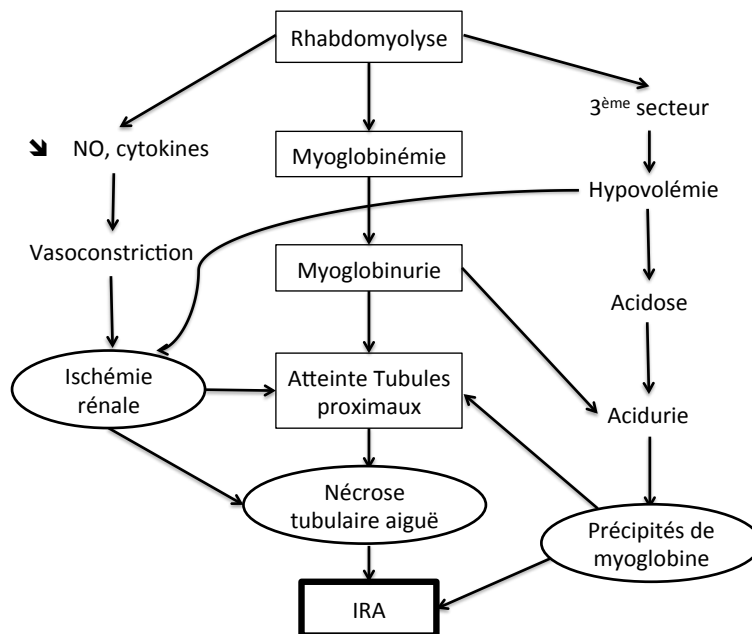 Rhabdomyolyse
3ème secteur
NO, cytokines
Myoglobinémie
Hypovolémie
Vasoconstriction
Myoglobinurie
Acidose
Ischémie
rénale
Atteinte Tubules
proximaux
Acidurie
Nécrose
tubulaire aiguë
Précipités de
myoglobine
IRA